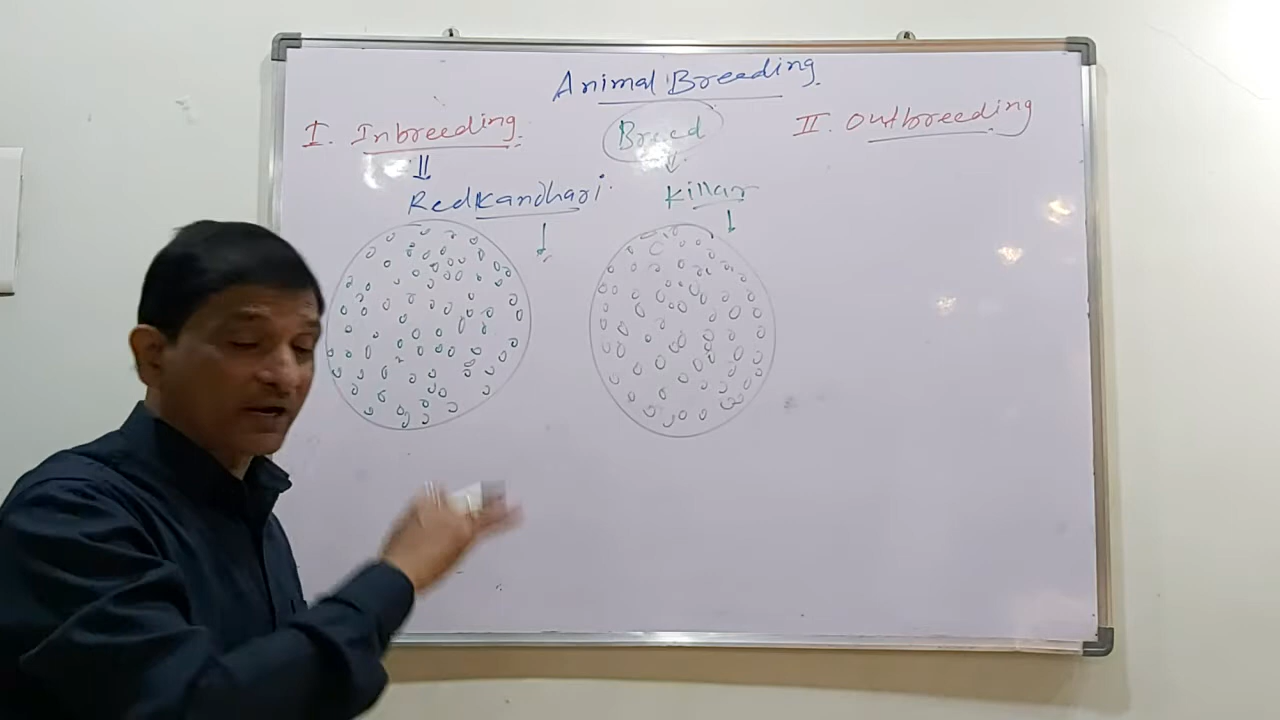 Animal Breeding.
I. Inbreeding.
Breed
II. Outbreeding
Redkandhari.
Killar